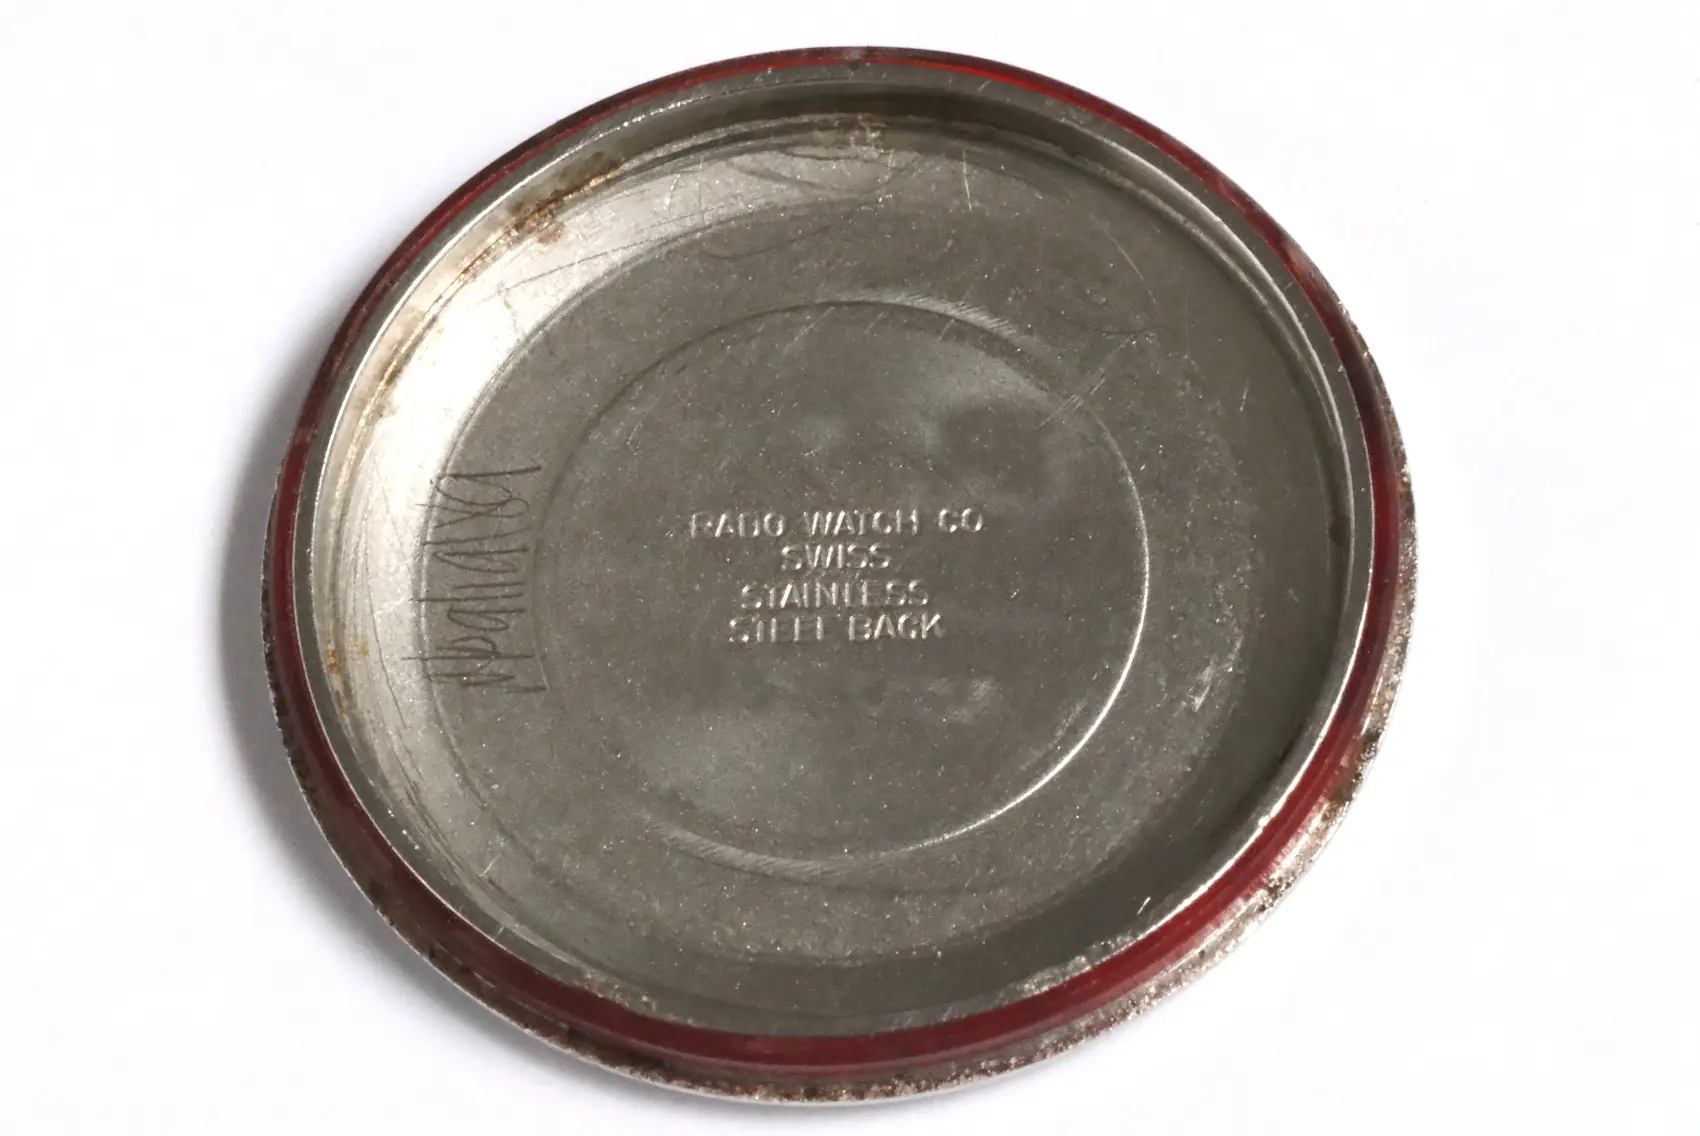 RADO WATCH CO
SWISS
STAINLESS
STEEL BACK